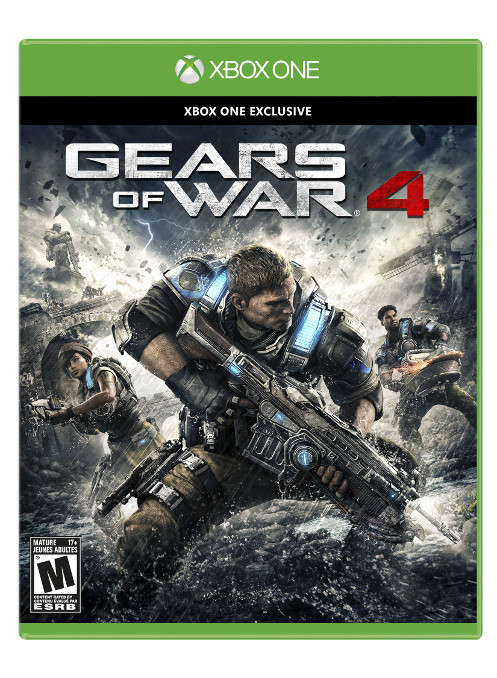 XBOX ONE
XBOX ONE EXCLUSIVE
GEARS
OF WAR® 4
MATURE 17+
JEUNES ADULTES
M
CONTENT RATED BY
CONTENU ÉVALUÉ PAR
ESRB